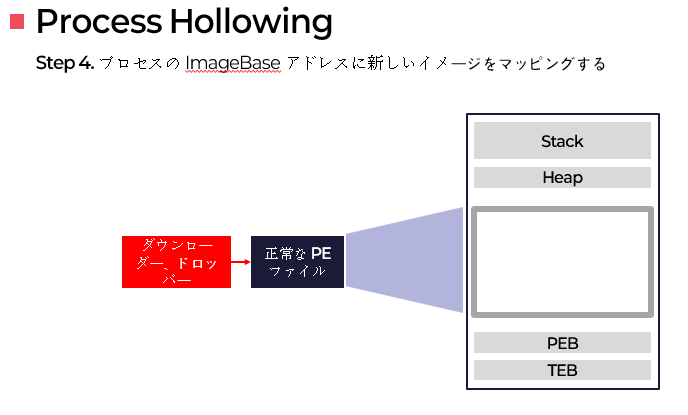 Process Hollowing
Step 4. プロセスの ImageBase アドレスに新しいイメージをマッピングする
Stack
Heap
ダウンロー
ダー、ドロッ
パー
正常な PE
ファイル
PEB
TEB